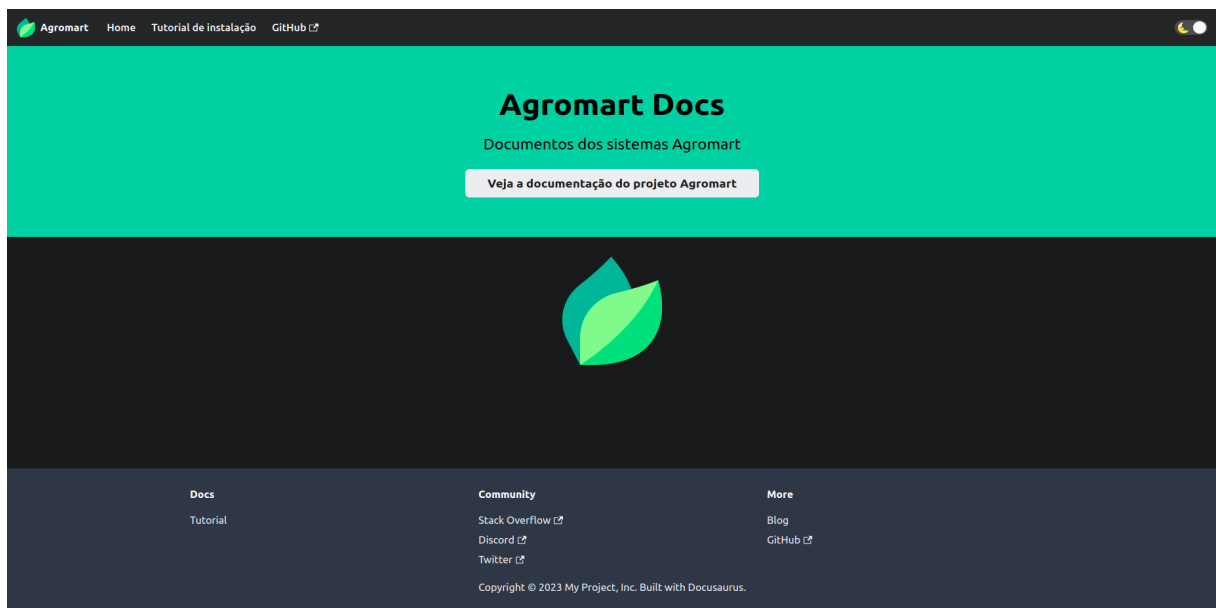 Agromart Home Tutorial de instalação GitHub
Agromart Docs
Documentos dos sistemas Agromart
Veja a documentação do projeto Agromart
Docs
Tutorial
Community
Stack Overflow
Discord
Twitter
More
Blog
GitHub
Copyright © 2023 My Project, Inc. Built with Docusaurus.